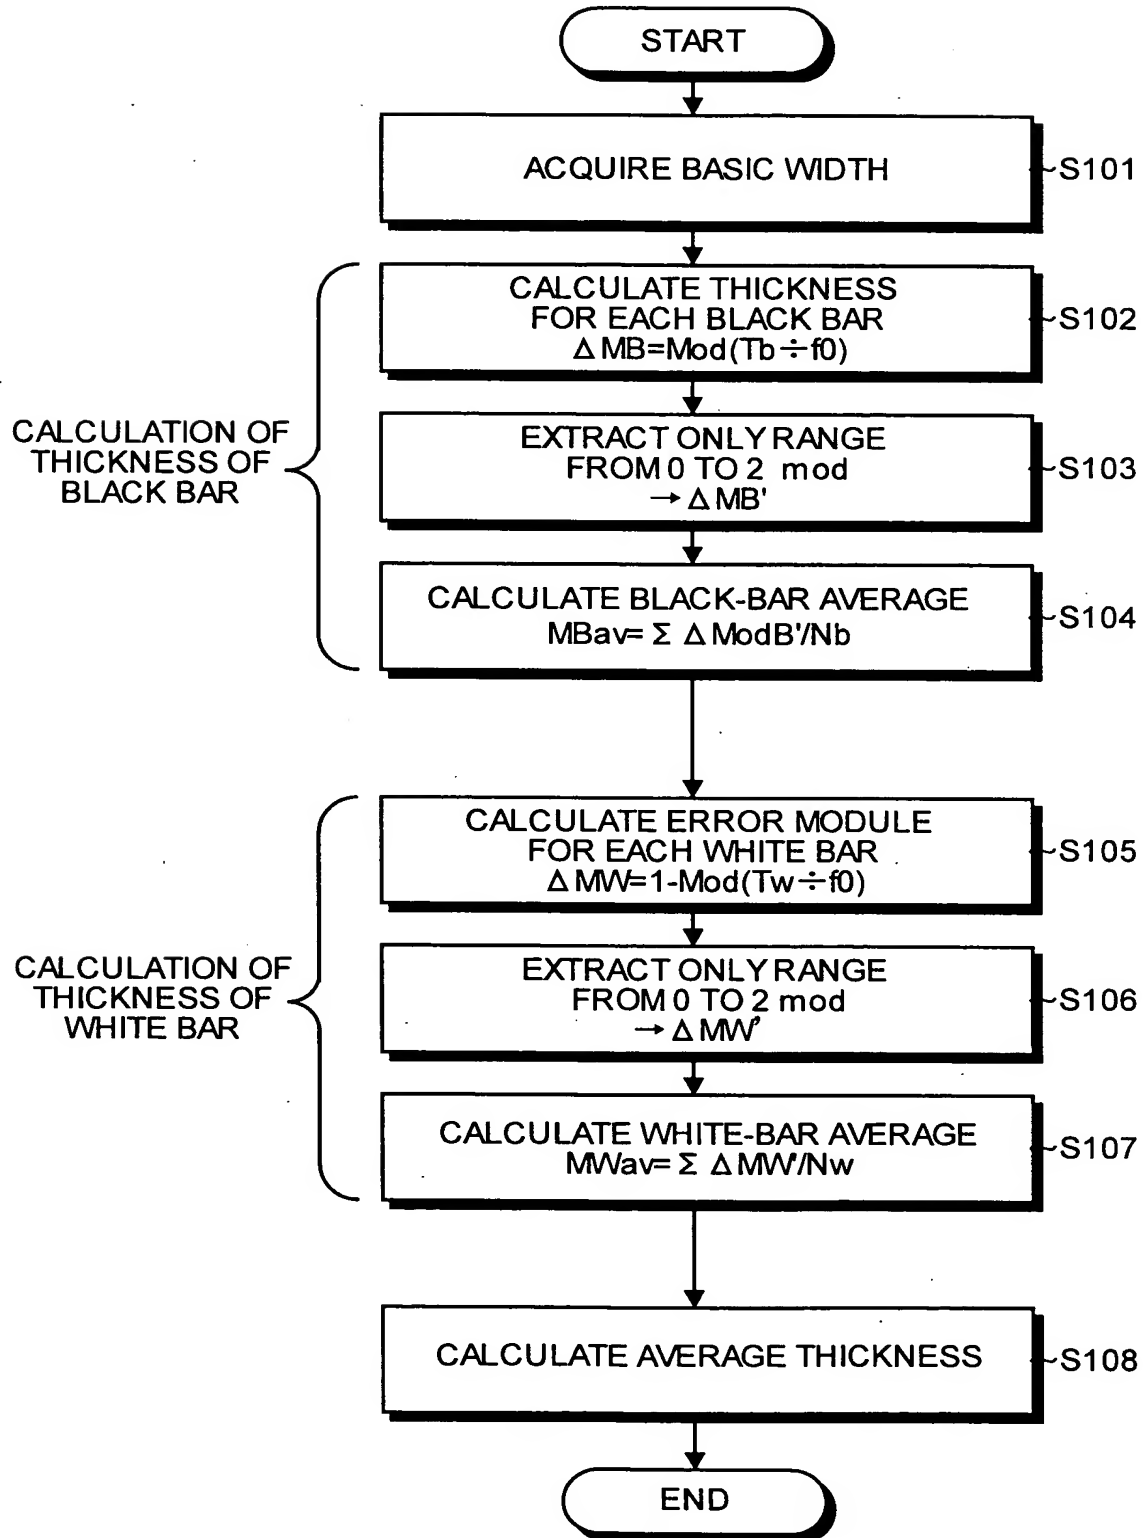 START
ACQUIRE BASIC WIDTH
S101
CALCULATE THICKNESS
FOR EACH BLACK BAR
ΔMB=Mod(Tb÷f0)
S102
CALCULATION OF
THICKNESS OF
BLACK BAR
EXTRACT ONLY RANGE
FROM 0 TO 2 mod
→ΔMB'
S103
CALCULATE BLACK-BAR AVERAGE
MBav= Σ ΔModB'/Nb
S104
CALCULATE ERROR MODULE
FOR EACH WHITE BAR
ΔMW=1-Mod(Tw÷f0)
S105
CALCULATION OF
THICKNESS OF
WHITE BAR
EXTRACT ONLY RANGE
FROM 0 TO 2 mod
→ΔMW'
S106
CALCULATE WHITE-BAR AVERAGE
MWav= Σ ΔMW'/Nw
S107
CALCULATE AVERAGE THICKNESS
S108
END